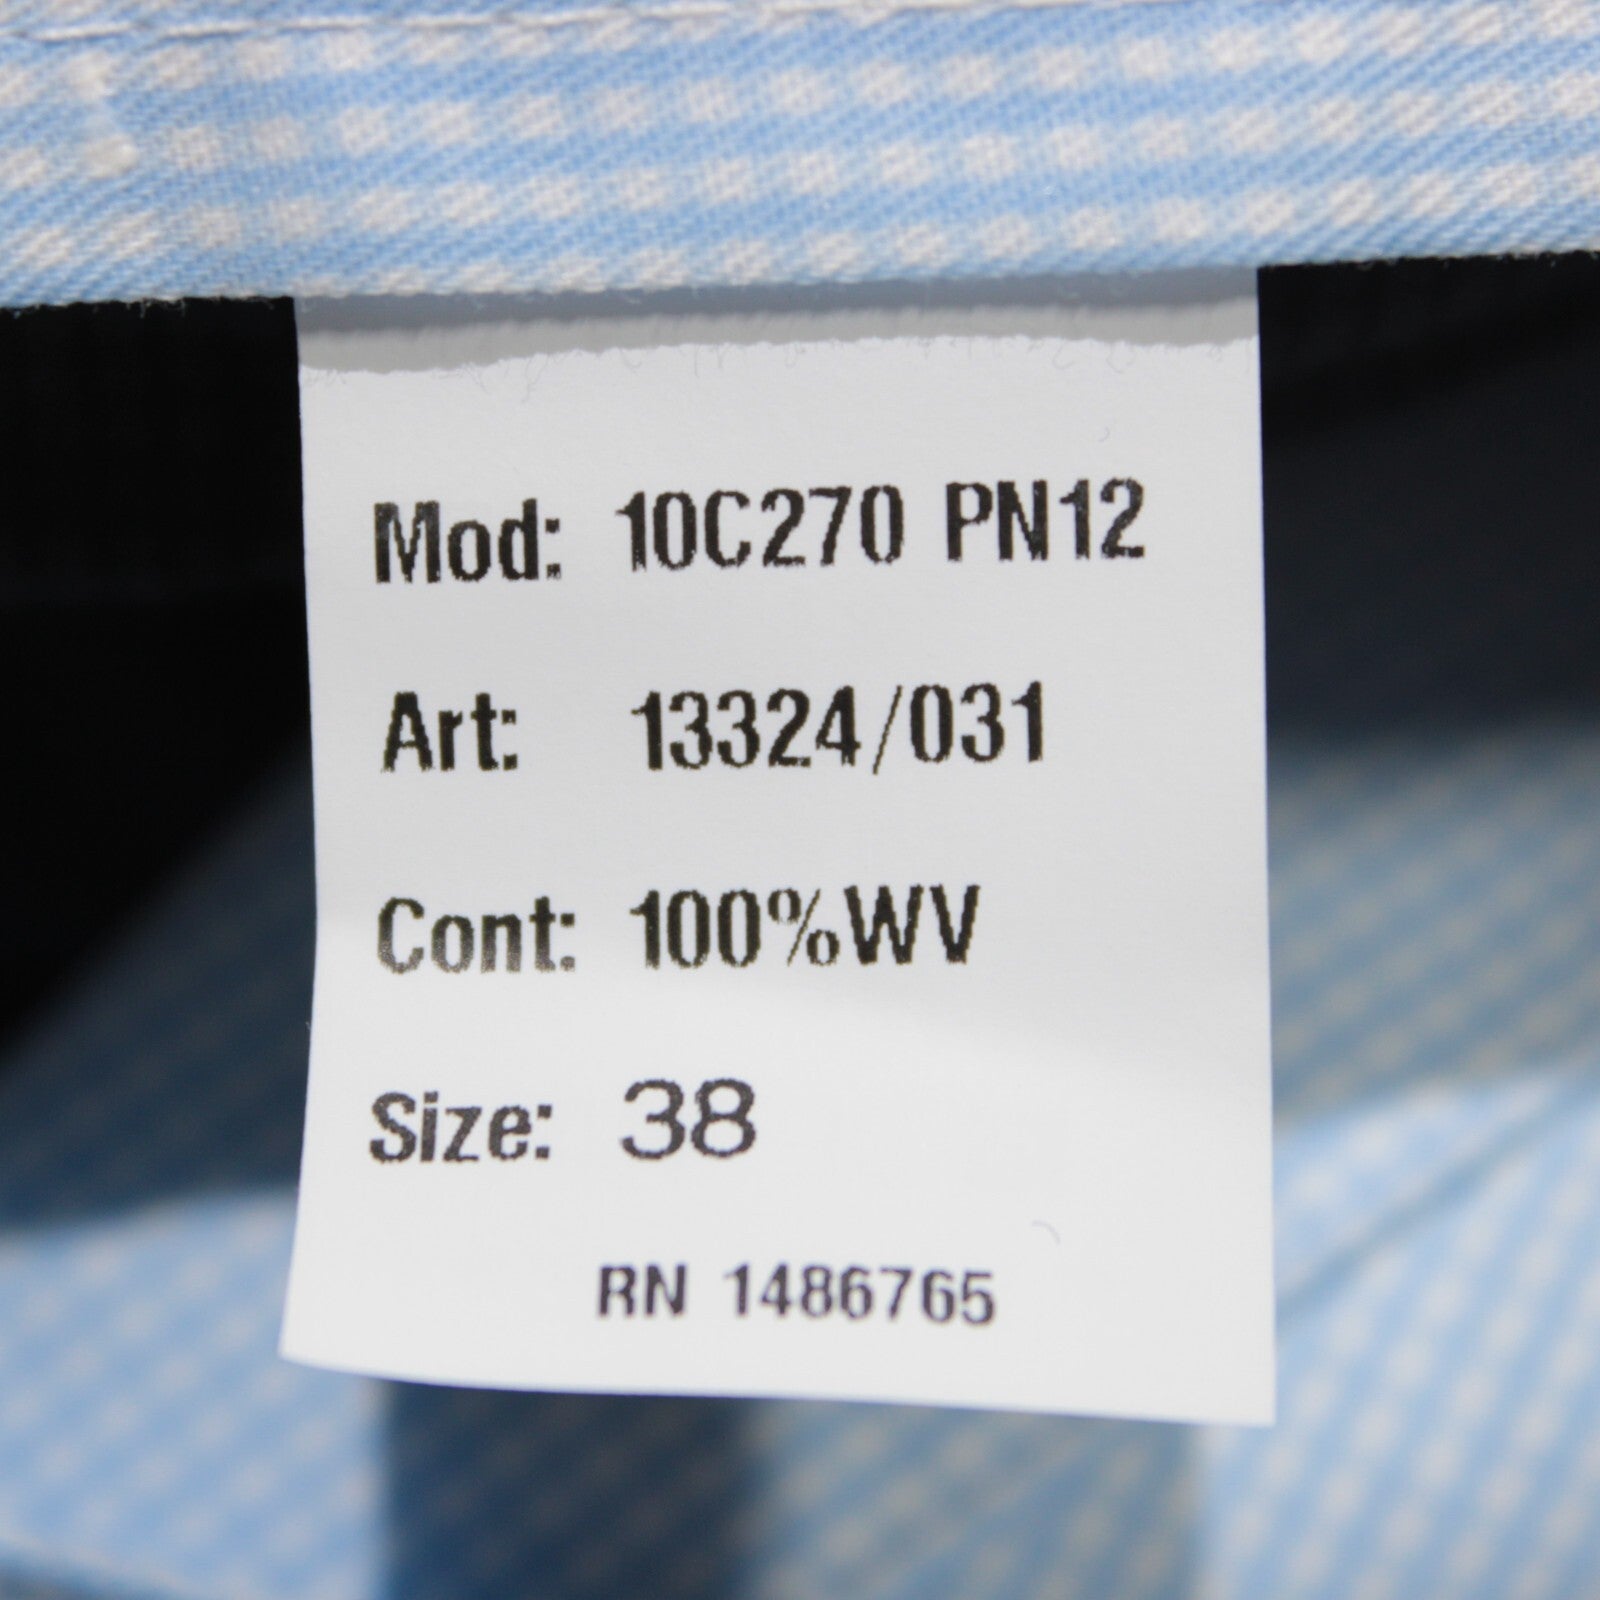 Mod: 10C270 PN12
Art: 13324/031
Cont: 100%WV
Size: 38
RN 1486765